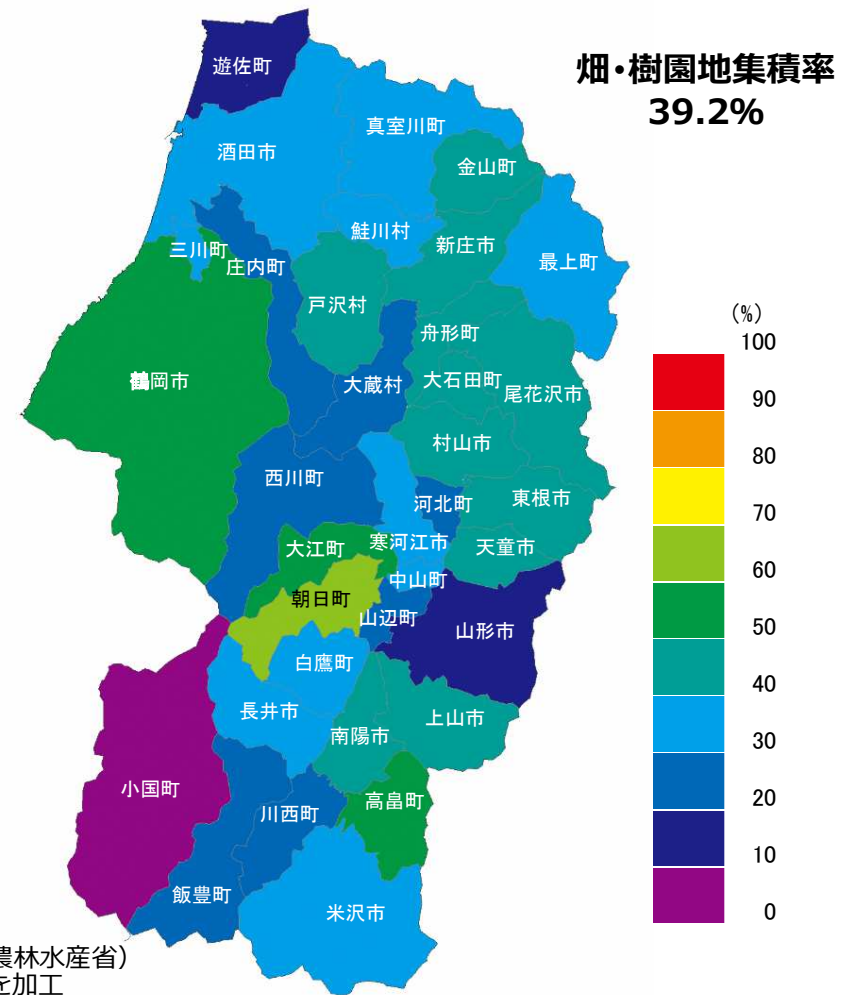 畑・樹園地集積率
39.2%
遊佐町
真室川町
酒田市
金山町
鮭川村
新庄市
三川町
庄内町
最上町
戸沢村
舟形町
鶴岡市
大蔵村
大石田町
尾花沢市
村山市
西川町
河北町
東根市
大江町
寒河江市
天童市
中山町
朝日町
山辺町
山形市
白鷹町
長井市
南陽市
上山市
小国町
川西町
高畠町
飯豊町
米沢市
(%)
100
90
80
70
60
50
40
30
20
10
0
農林水産省)
を加工